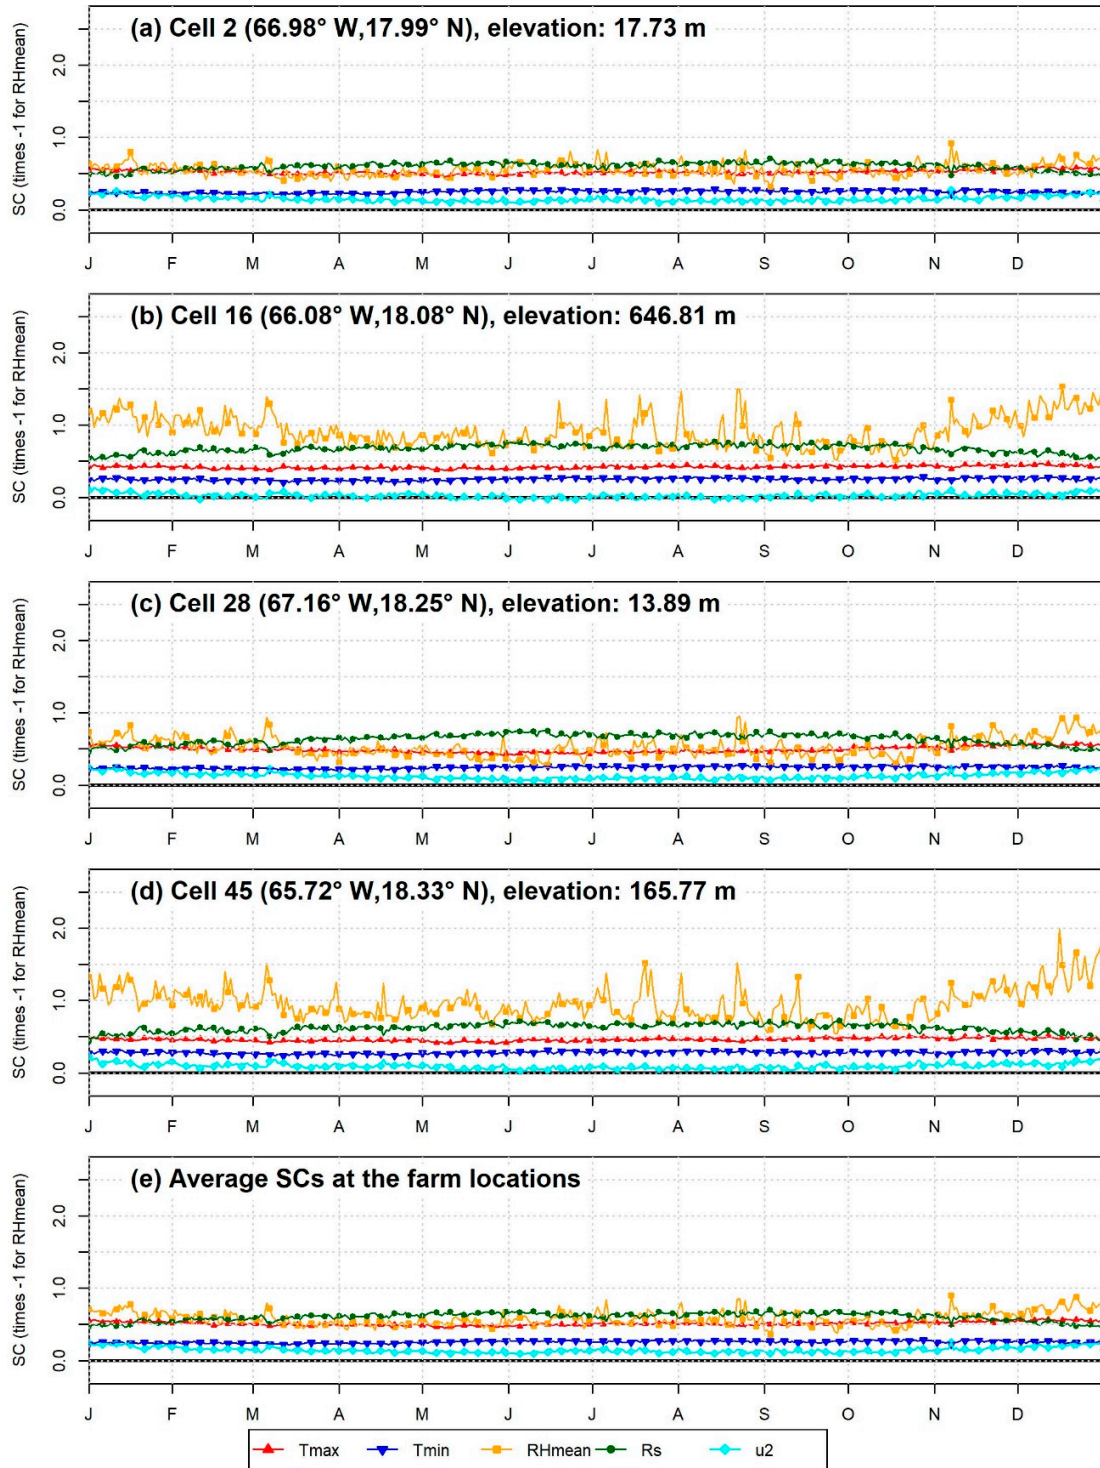 (a) Cell 2 (66.98° W,17.99° N), elevation: 17.73 m
SC (times -1 for RHmean)
2.0
1.0
0.0
J F M A M J J A S O N D
(b) Cell 16 (66.08° W,18.08° N), elevation: 646.81 m
SC (times -1 for RHmean)
2.0
1.0
0.0
J F M A M J J A S O N D
(c) Cell 28 (67.16° W,18.25° N), elevation: 13.89 m
SC (times -1 for RHmean)
2.0
1.0
0.0
J F M A M J J A S O N D
(d) Cell 45 (65.72° W,18.33° N), elevation: 165.77 m
SC (times -1 for RHmean)
2.0
1.0
0.0
J F M A M J J A S O N D
(e) Average SCs at the farm locations
SC (times -1 for RHmean)
2.0
1.0
0.0
J F M A M J J A S O N D
Tmax Tmin RHmean Rs u2